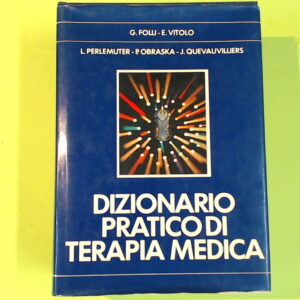 G. FOLLI - E. VITOLO
L. PERLEMUTER - P. OBRASKA - J. QUEVAUVILLIERS
DIZIONARIO
PRATICO DI
TERAPIA MEDICA